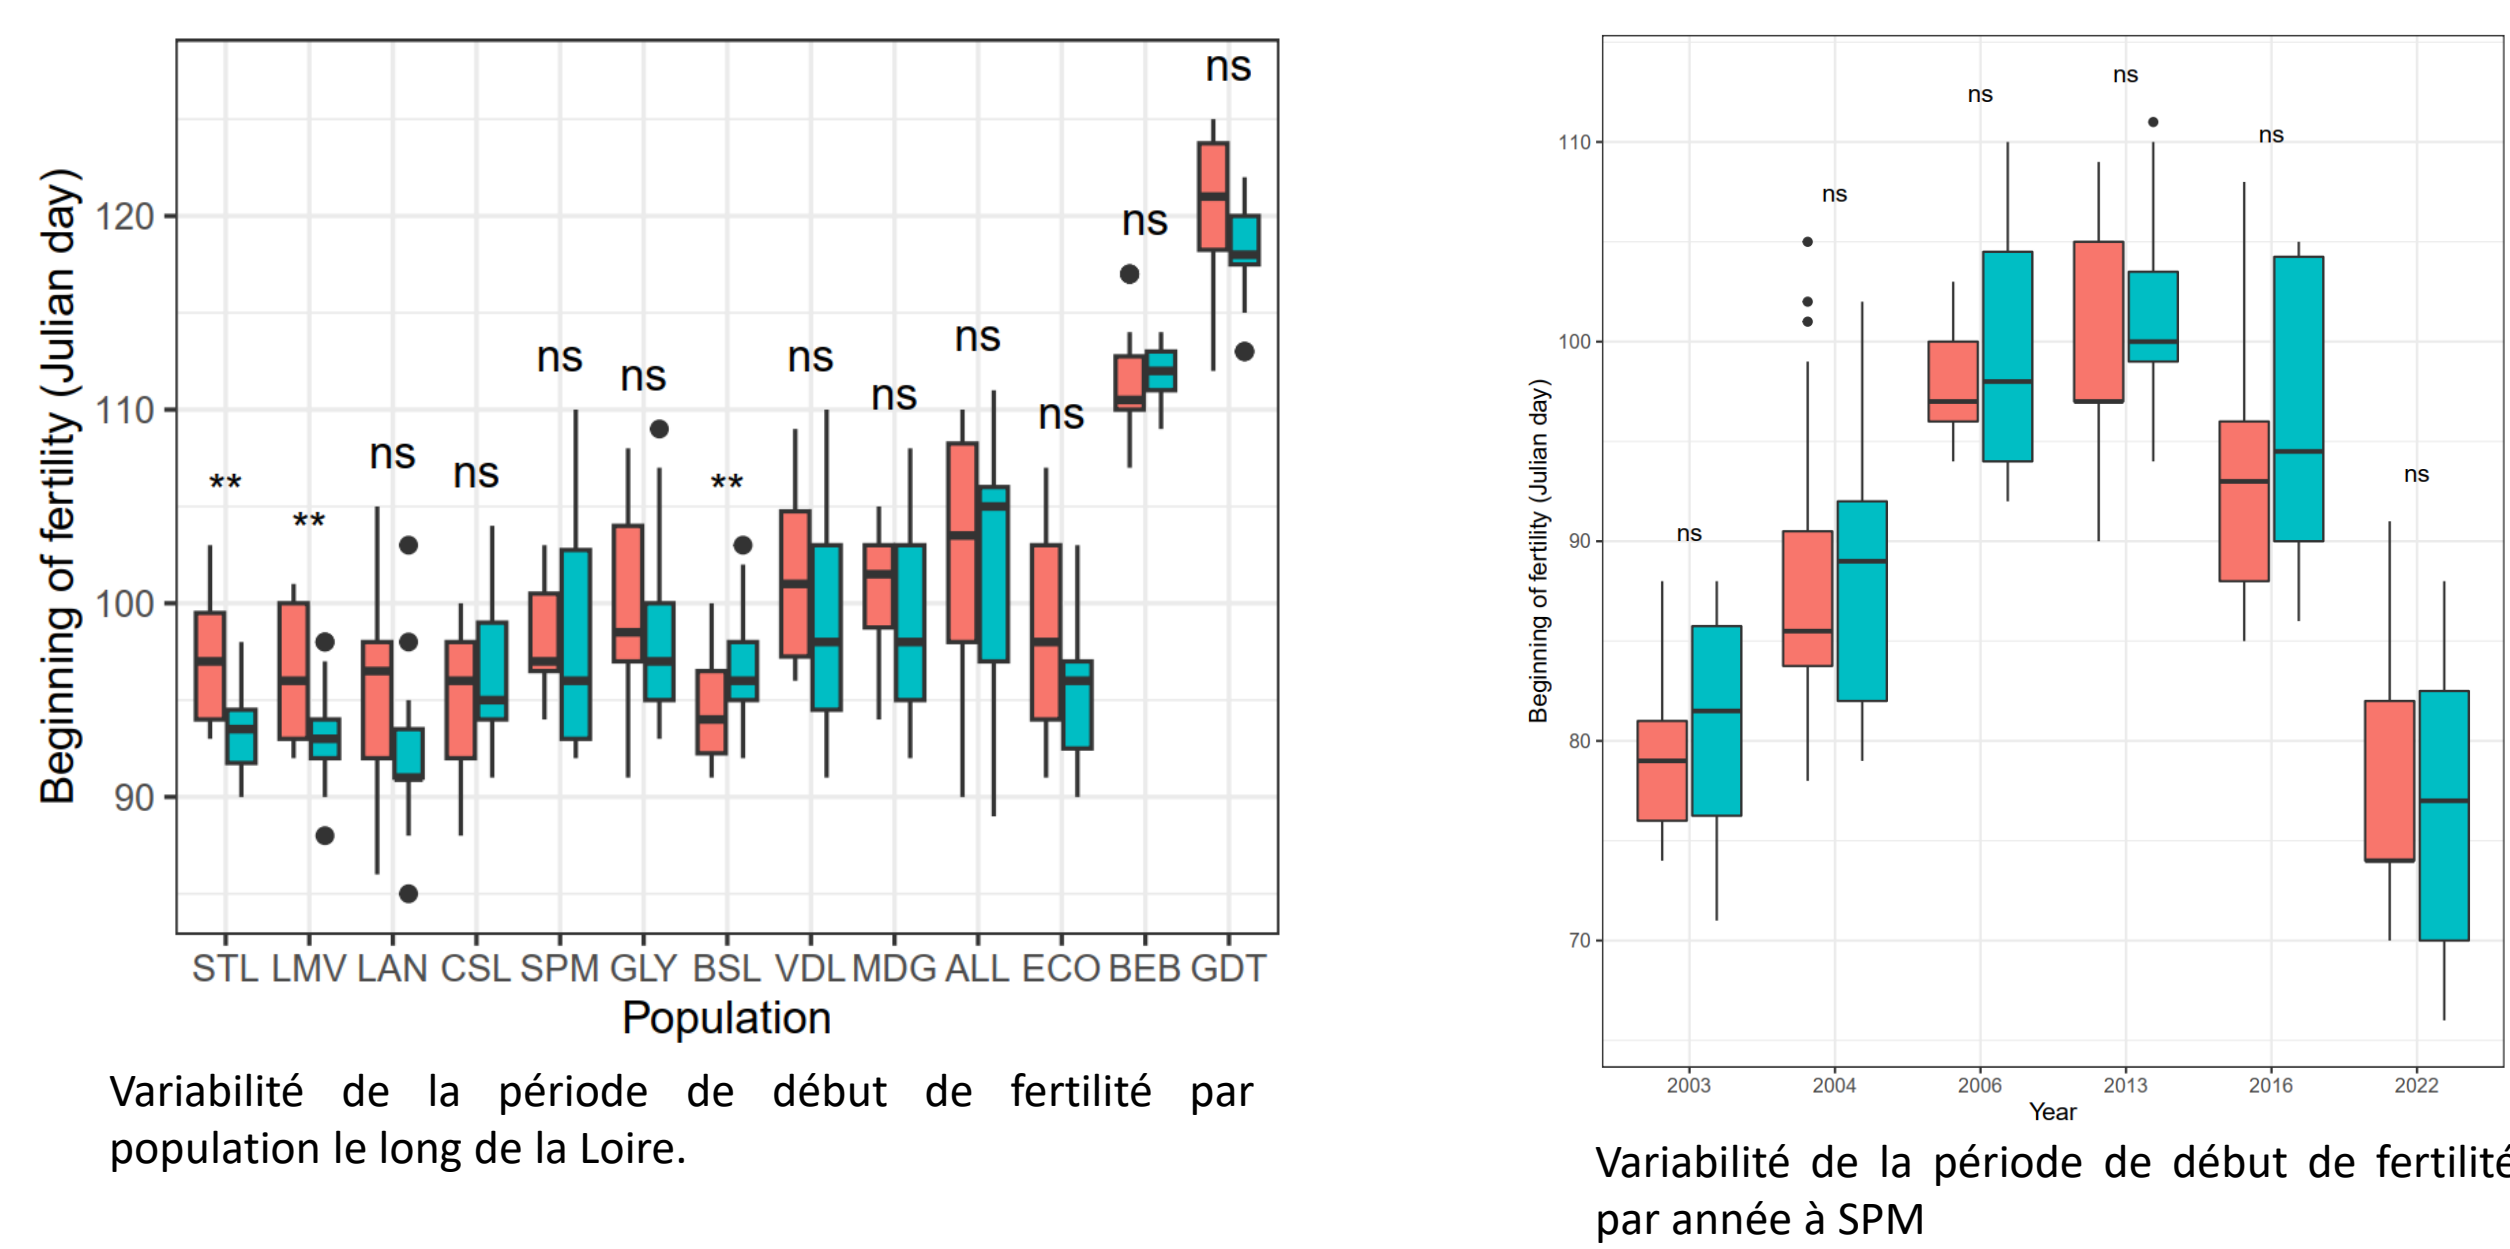 ns
ns
ns
ns
ns
ns
ns
ns
ns
ns
**
**
**
Beginning of fertility (Julian day)
120
110
100
90
STL LMV LAN CSL SPM GLY BSL VDL MDG ALL ECO BEB GDT
Population
Variabilité de la période de début de fertilité par
population le long de la Loire.
ns
ns
ns
ns
ns
ns
Beginning of fertility (Julian day)
110
100
90
80
70
2003 2004 2006 2013 2016 2022
Year
Variabilité de la période de début de fertilité
par année à SPM